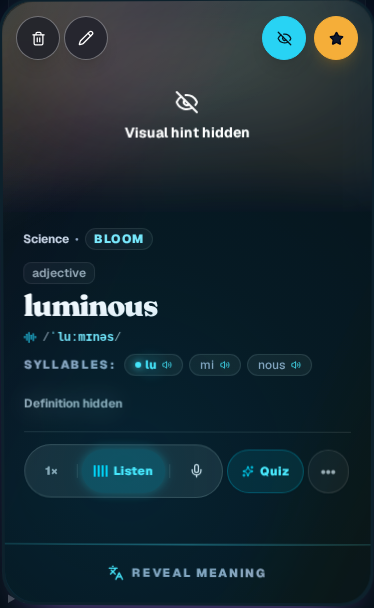 Visual hint hidden
Science • BLOOM
adjective
luminous
/ˈluːmɪnəs/
SYLLABLES: lu mi nous
Definition hidden
1× Listen Quiz
REVEAL MEANING